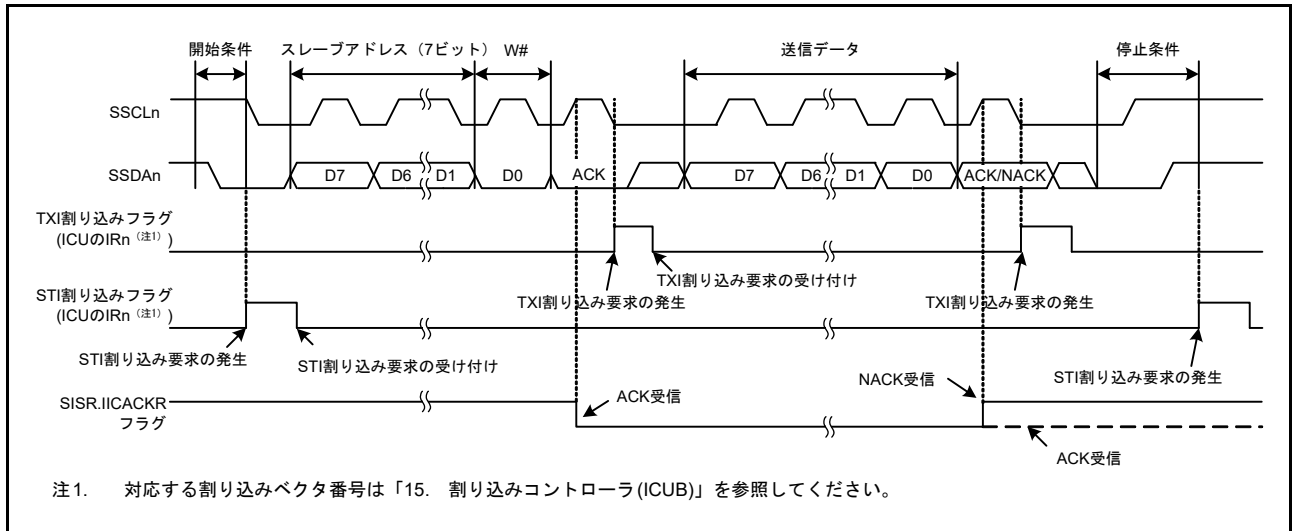 開始条件 スレーブアドレス（7ビット） W# 送信データ 停止条件
SSCLn
SSDAn D7 D6 D1 D0 ACK D7 D6 D1 D0 ACK/NACK
TXI割り込みフラグ
(ICUのIRn（注1）)
TXI割り込み要求の受け付け
TXI割り込み要求の発生 TXI割り込み要求の発生
STI割り込みフラグ
(ICUのIRn（注1）)
STI割り込み要求の発生 STI割り込み要求の受け付け STI割り込み要求の発生
SISR.IICACKR
フラグ
ACK受信 NACK受信
ACK受信
注1. 対応する割り込みベクタ番号は「15. 割り込みコントローラ(ICUB)」を参照してください。